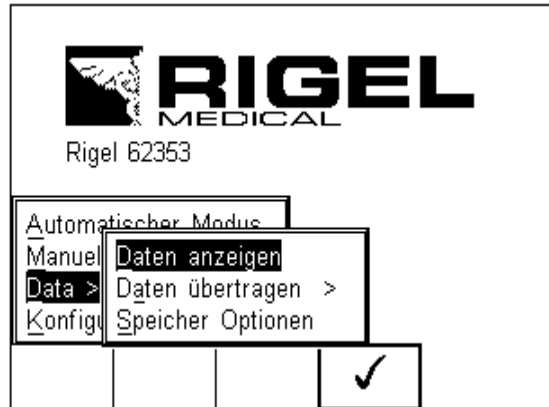 RIGEL
MEDICAL
Rigel 62353
Automatischer Modus
Manuel
Data >
Konfigu
Daten anzeigen
Daten übertragen >
Speicher Optionen